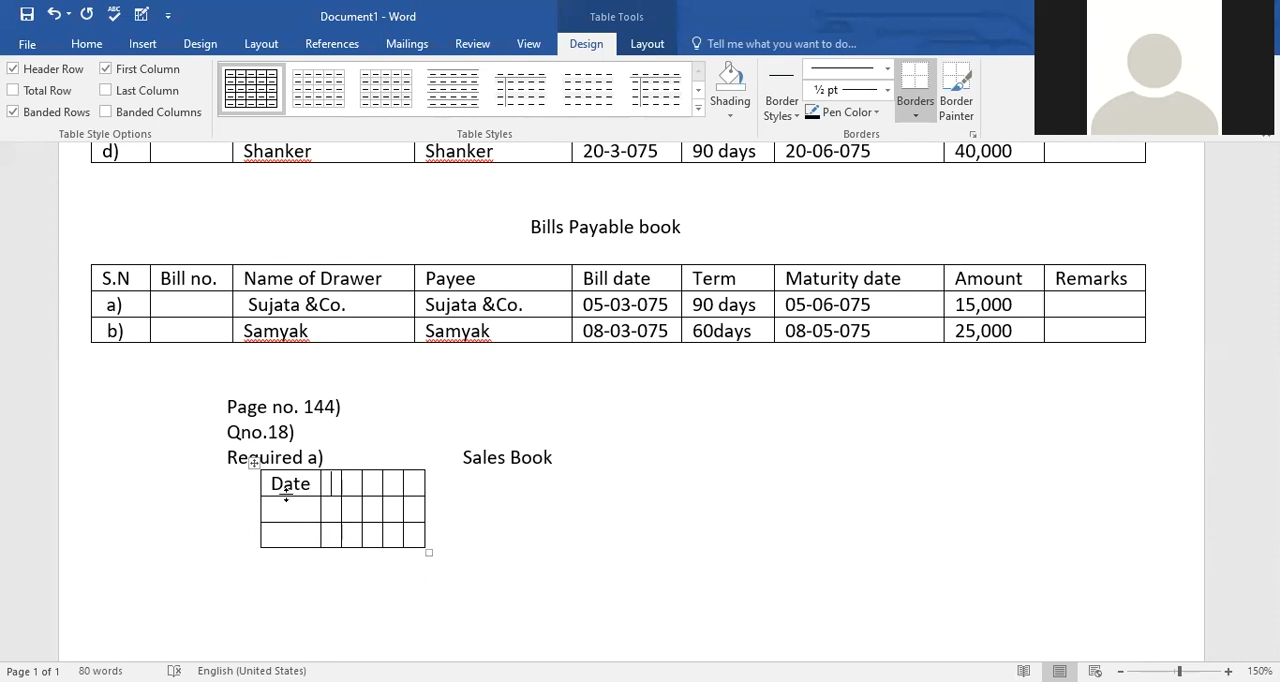 Document1 - Word
Table Tools
File Home Insert Design Layout References Mailings Review View Design Layout Tell me what you want to do...
Header Row First Column
Total Row Last Column
Banded Rows Banded Columns
Table Style Options
Table Styles
Shading
Border Styles
½ pt
Pen Color
Borders
Border Painter
Borders
d) Shanker Shanker 20-3-075 90 days 20-06-075 40,000
Bills Payable book
S.N Bill no. Name of Drawer Payee Bill date Term Maturity date Amount Remarks
a) Sujata &Co. Sujata &Co. 05-03-075 90 days 05-06-075 15,000
b) Samyak Samyak 08-03-075 60days 08-05-075 25,000
Page no. 144)
Qno.18)
Required a) Sales Book
Date
Page 1 of 1 80 words English (United States) 150%